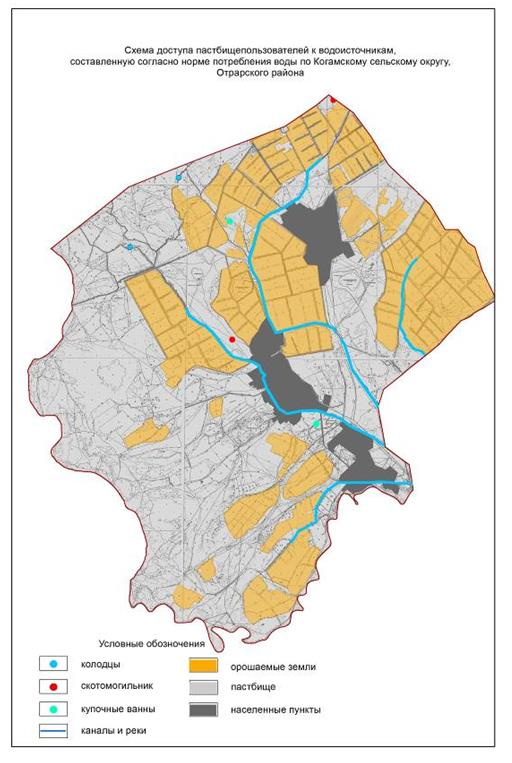 Схема доступа пастбищепользователей к водоисточникам,
составленную согласно норме потребления воды по Когамскому сельскому округу,
Отрарского района
Условные обозначения
колодцы
скотомогильник
купочные ванны
каналы и реки
орошаемые земли
пастбище
населенные пункты